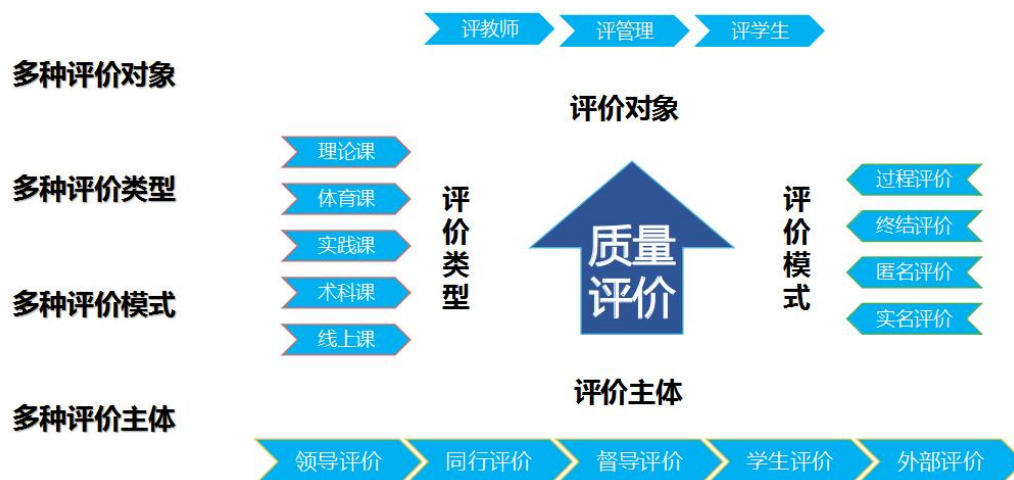 评教师 评管理 评学生
多种评价对象
评价对象
理论课
体育课
实践课
术科课
线上课
多种评价类型
评价类型
质量
评价
评价模式
过程评价
终结评价
匿名评价
实名评价
多种评价模式
评价主体
多种评价主体
领导评价 同行评价 督导评价 学生评价 外部评价